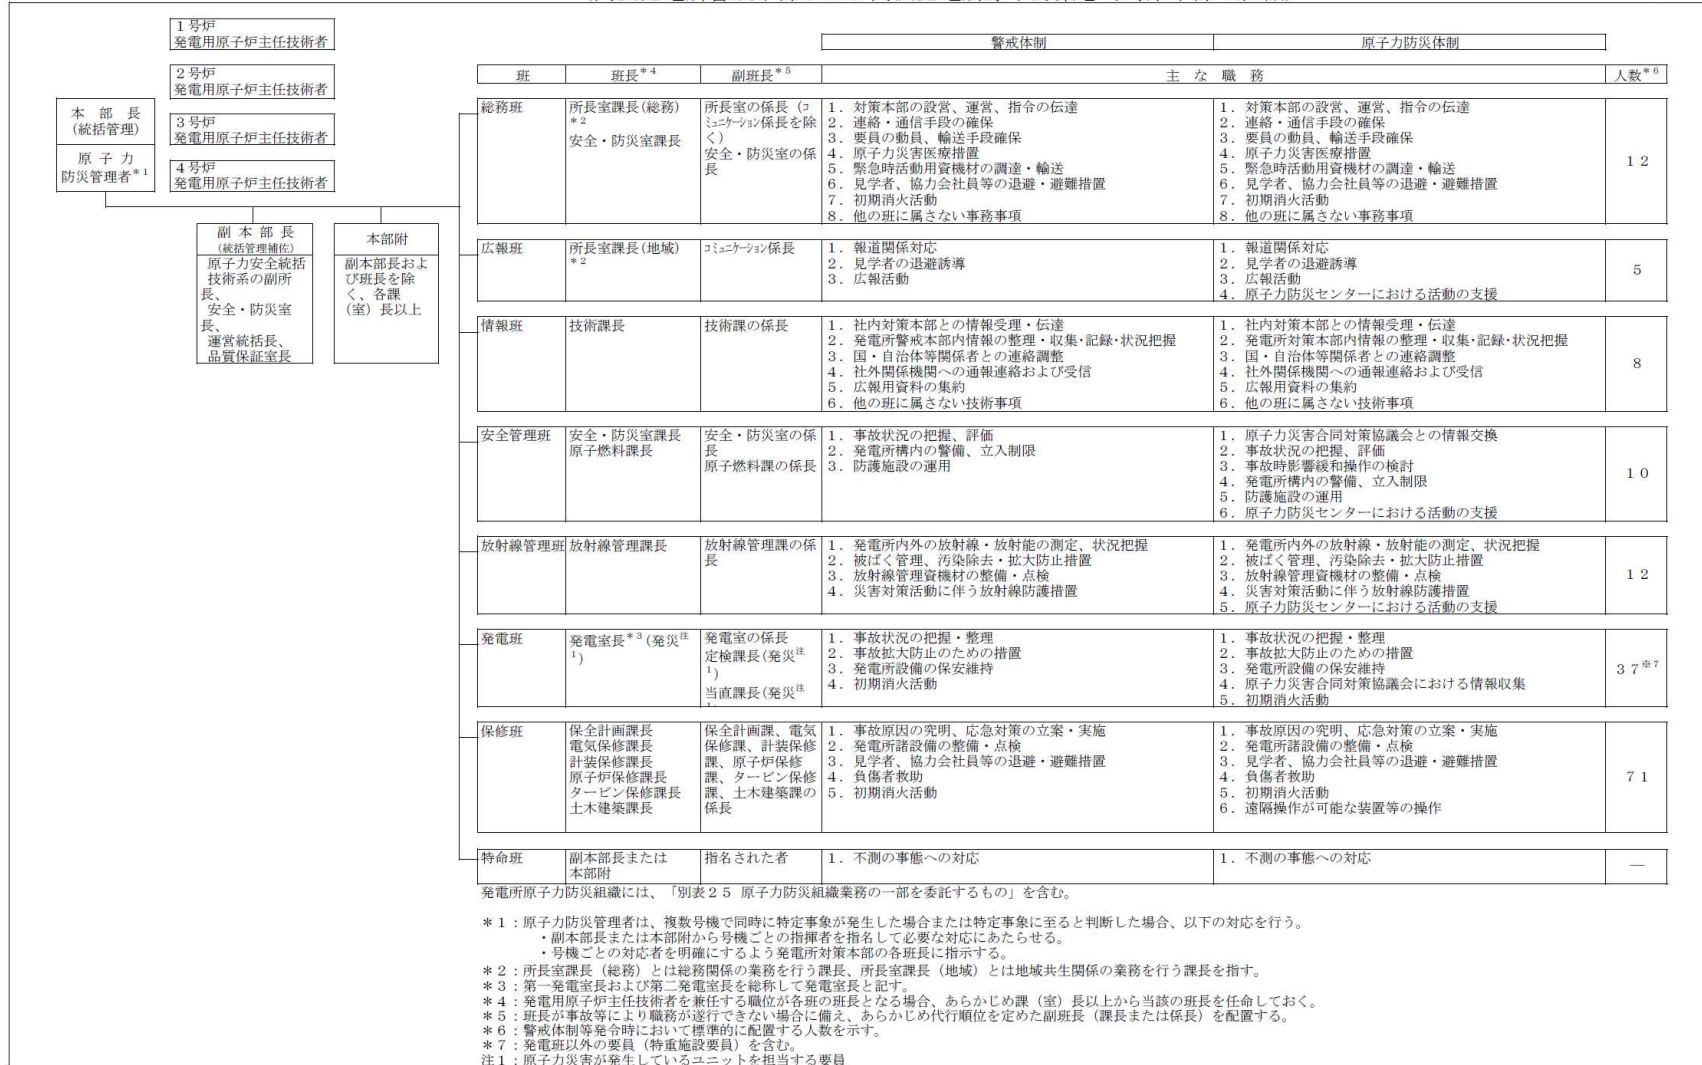 1号炉
発電用原子炉主任技術者
2号炉
発電用原子炉主任技術者
3号炉
発電用原子炉主任技術者
4号炉
発電用原子炉主任技術者
本部長
(統括管理)
原子力
防災管理者*1
副本部長
(統括管理補佐)
原子力安全統括
技術系の副所
長、
安全・防災室
長、
運営統括長、
品質保証室長
本部附
副本部長およ
び班長を除
く、各課
(室)長以上
警戒体制 原子力防災体制
班 班長*4 副班長*5 主な職務 人数*6
総務班
所長室課長(総務)
*2
安全・防災室課長
所長室の係長(コ
ミュニケーション係長を除
く)
安全・防災室の係
長
1. 対策本部の設営、運営、指令の伝達
2. 連絡・通信手段の確保
3. 要員の動員、輸送手段確保
4. 原子力災害医療措置
5. 緊急時活動用資機材の調達・輸送
6. 見学者、協力会社員等の退避・避難措置
7. 初期消火活動
8. 他の班に属さない事務事項
1. 対策本部の設営、運営、指令の伝達
2. 連絡・通信手段の確保
3. 要員の動員、輸送手段確保
4. 原子力災害医療措置
5. 緊急時活動用資機材の調達・輸送
6. 見学者、協力会社員等の退避・避難措置
7. 初期消火活動
8. 他の班に属さない事務事項
12
広報班
所長室課長(地域)
*2
コミュニケーション係長
1. 報道関係対応
2. 見学者の退避誘導
3. 広報活動
1. 報道関係対応
2. 見学者の退避誘導
3. 広報活動
4. 原子力防災センターにおける活動の支援
5
情報班
技術課長
技術課の係長
1. 社内対策本部との情報受理・伝達
2. 発電所警戒本部内情報の整理・収集・記録・状況把握
3. 国・自治体等関係者との連絡調整
4. 社外関係機関への通報連絡および受信
5. 広報用資料の集約
6. 他の班に属さない技術事項
1. 社内対策本部との情報受理・伝達
2. 発電所対策本部内情報の整理・収集・記録・状況把握
3. 国・自治体等関係者との連絡調整
4. 社外関係機関への通報連絡および受信
5. 広報用資料の集約
6. 他の班に属さない技術事項
8
安全管理班
安全・防災室課長
原子燃料課長
安全・防災室の係
長
原子燃料課の係長
1. 事故状況の把握、評価
2. 発電所構内の警備、立入制限
3. 防護施設の運用
1. 原子力災害合同対策協議会との情報交換
2. 事故状況の把握、評価
3. 事故時影響緩和操作の検討
4. 発電所構内の警備、立入制限
5. 防護施設の運用
6. 原子力防災センターにおける活動の支援
10
放射線管理班
放射線管理課長
放射線管理課の係
長
1. 発電所内外の放射線・放射能の測定、状況把握
2. 被ばく管理、汚染除去・拡大防止措置
3. 放射線管理資機材の整備・点検
4. 災害対策活動に伴う放射線防護措置
1. 発電所内外の放射線・放射能の測定、状況把握
2. 被ばく管理、汚染除去・拡大防止措置
3. 放射線管理資機材の整備・点検
4. 災害対策活動に伴う放射線防護措置
5. 原子力防災センターにおける活動の支援
12
発電班
発電室長*3(発災注
1)
発電室の係長
定検課長(発災注
1)
当直課長(発災注
1. 事故状況の把握・整理
2. 事故拡大防止のための措置
3. 発電所設備の保安維持
4. 初期消火活動
1. 事故状況の把握・整理
2. 事故拡大防止のための措置
3. 発電所設備の保安維持
4. 原子力災害合同対策協議会における情報収集
5. 初期消火活動
37※7
保修班
保全計画課長
電気保修課長
計装保修課長
原子炉保修課長
タービン保修課長
土木建築課長
保全計画課、電気
保修課、計装保修
課、原子炉保修
課、タービン保修
課、土木建築課の
係長
1. 事故原因の究明、応急対策の立案・実施
2. 発電所諸設備の整備・点検
3. 見学者、協力会社員等の退避・避難措置
4. 負傷者救助
5. 初期消火活動
1. 事故原因の究明、応急対策の立案・実施
2. 発電所諸設備の整備・点検
3. 見学者、協力会社員等の退避・避難措置
4. 負傷者救助
5. 初期消火活動
6. 遠隔操作が可能な装置等の操作
71
特命班
副本部長または
本部附
指名された者
1. 不測の事態への対応
1. 不測の事態への対応
―
発電所原子力防災組織には、「別表25 原子力防災組織業務の一部を委託するもの」を含む。
*1:原子力防災管理者は、複数号機で同時に特定事象が発生した場合または特定事象に至ると判断した場合、以下の対応を行う。
・副本部長または本部附から号機ごとの指揮者を指名して必要な対応にあたらせる。
・号機ごとの対応者を明確にするよう発電所対策本部の各班長に指示する。
*2:所長室課長(総務)とは総務関係の業務を行う課長、所長室課長(地域)とは地域共生関係の業務を行う課長を指す。
*3:第一発電室長および第二発電室長を総称して発電室長と記す。
*4:発電用原子炉主任技術者を兼任する職位が各班の班長となる場合、あらかじめ課(室)長以上から当該の班長を任命しておく。
*5:班長が事故等により職務が遂行できない場合に備え、あらかじめ代行順位を定めた副班長(課長または係長)を配置する。
*6:警戒体制等発令時において標準的に配置する人数を示す。
*7:発電班以外の要員(特重施設要員)を含む。
注1:原子力災害が発生しているユニットを担当する要員